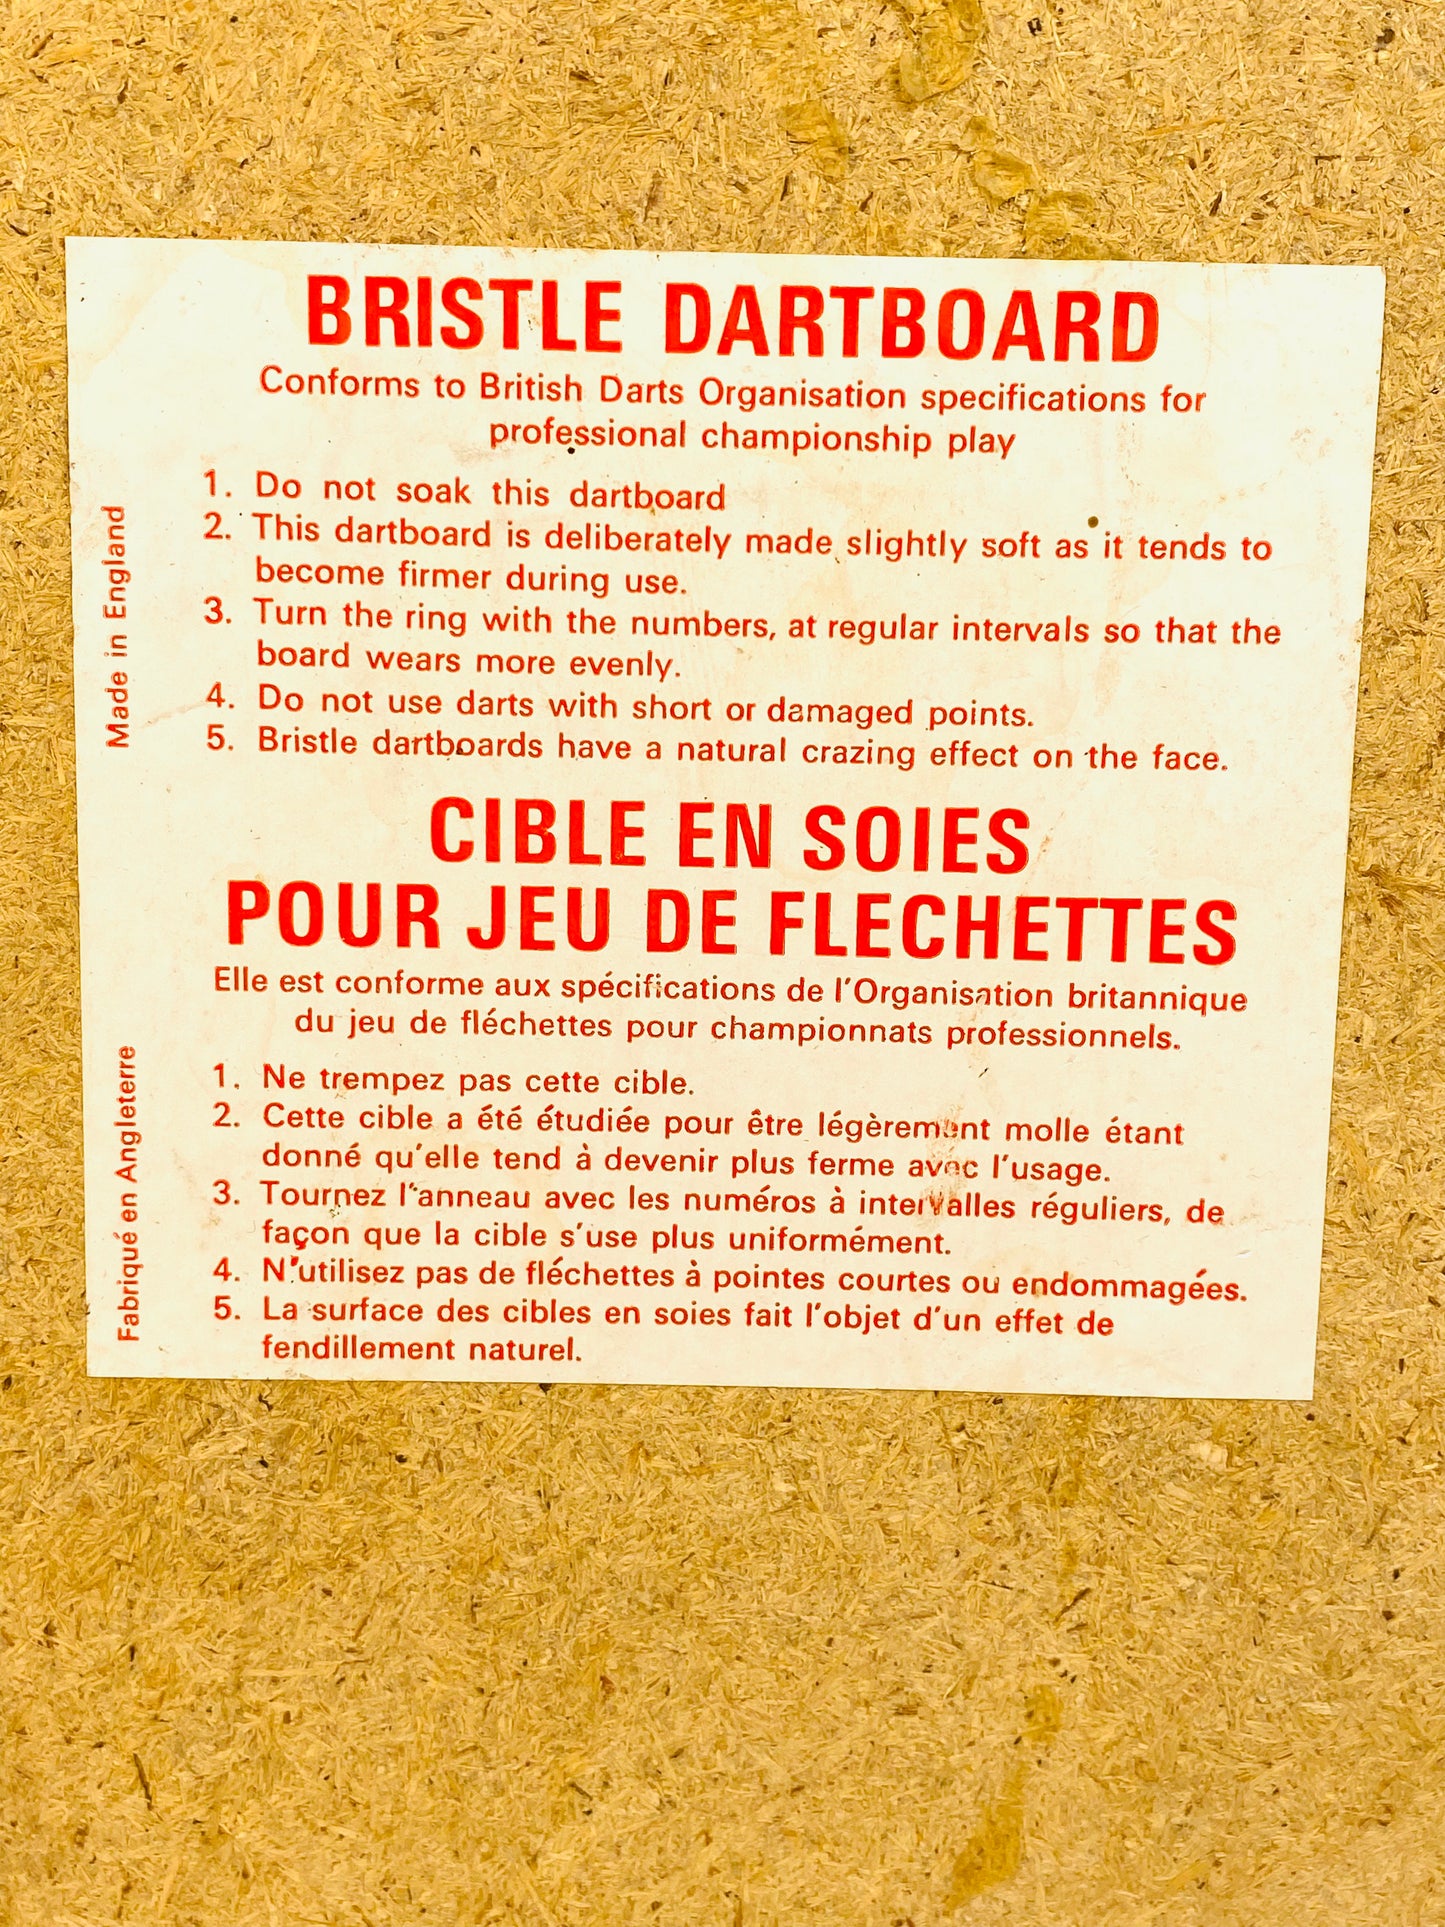 BRISTLE DARTBOARD
Conforms to British Darts Organisation specifications for
professional championship play
1. Do not soak this dartboard
2. This dartboard is deliberately made slightly soft as it tends to
become firmer during use.
3. Turn the ring with the numbers, at regular intervals so that the
board wears more evenly.
4. Do not use darts with short or damaged points.
5. Bristle dartboards have a natural crazing effect on the face.
Made in England
CIBLE EN SOIES
POUR JEU DE FLECHETTES
Elle est conforme aux spécifications de l'Organisation britannique
du jeu de fléchettes pour championnats professionnels.
1. Ne trempez pas cette cible.
2. Cette cible a été étudiée pour être légèrement molle étant
donné qu'elle tend à devenir plus ferme avec l'usage.
3. Tournez l'anneau avec les numéros à intervalles réguliers, de
façon que la cible s'use plus uniformément.
4. N'utilisez pas de fléchettes à pointes courtes ou endommagées.
5. La surface des cibles en soies fait l'objet d'un effet de
fendillement naturel.
Fabriqué en Angleterre